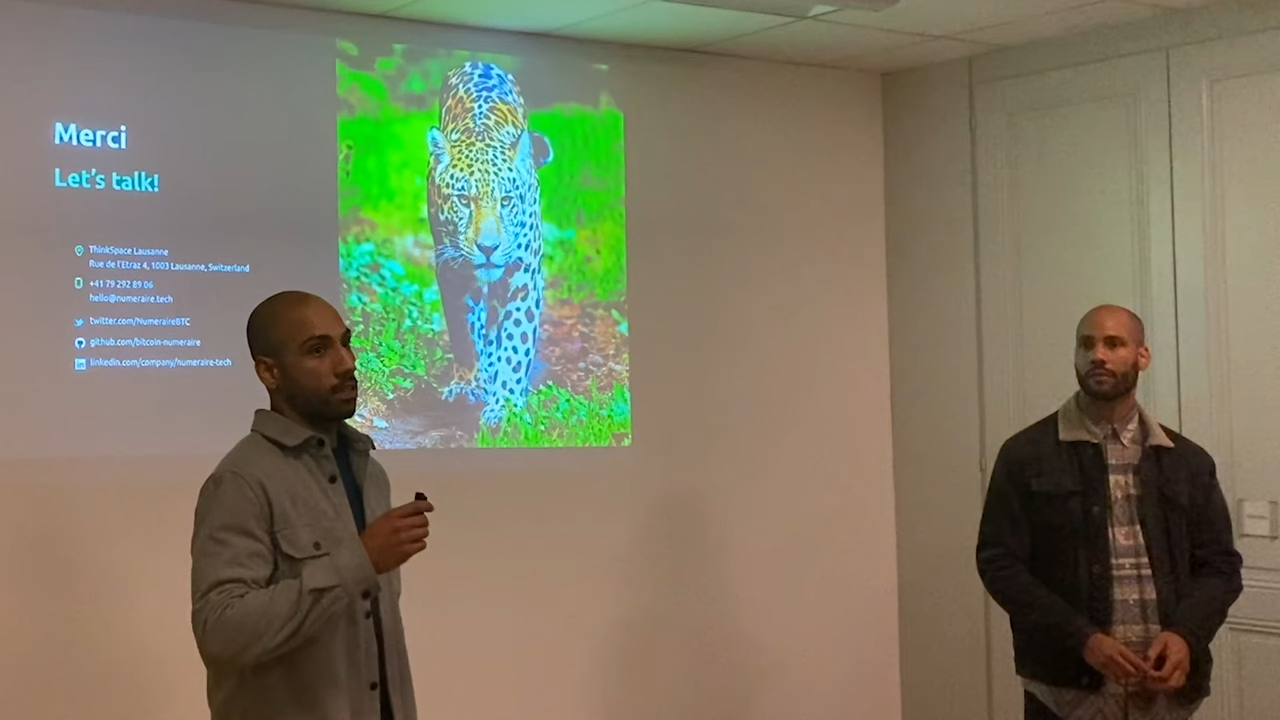 Merci
Let's talk!
ThinkSpace Lausanne
Rue de l'Etraz 4, 1003 Lausanne, Switzerland
+41 79 292 89 06
hello@numeraire.tech
twitter.com/NumeraireBTC
github.com/bitcoin-numeraire
linkedin.com/company/numeraire-tech